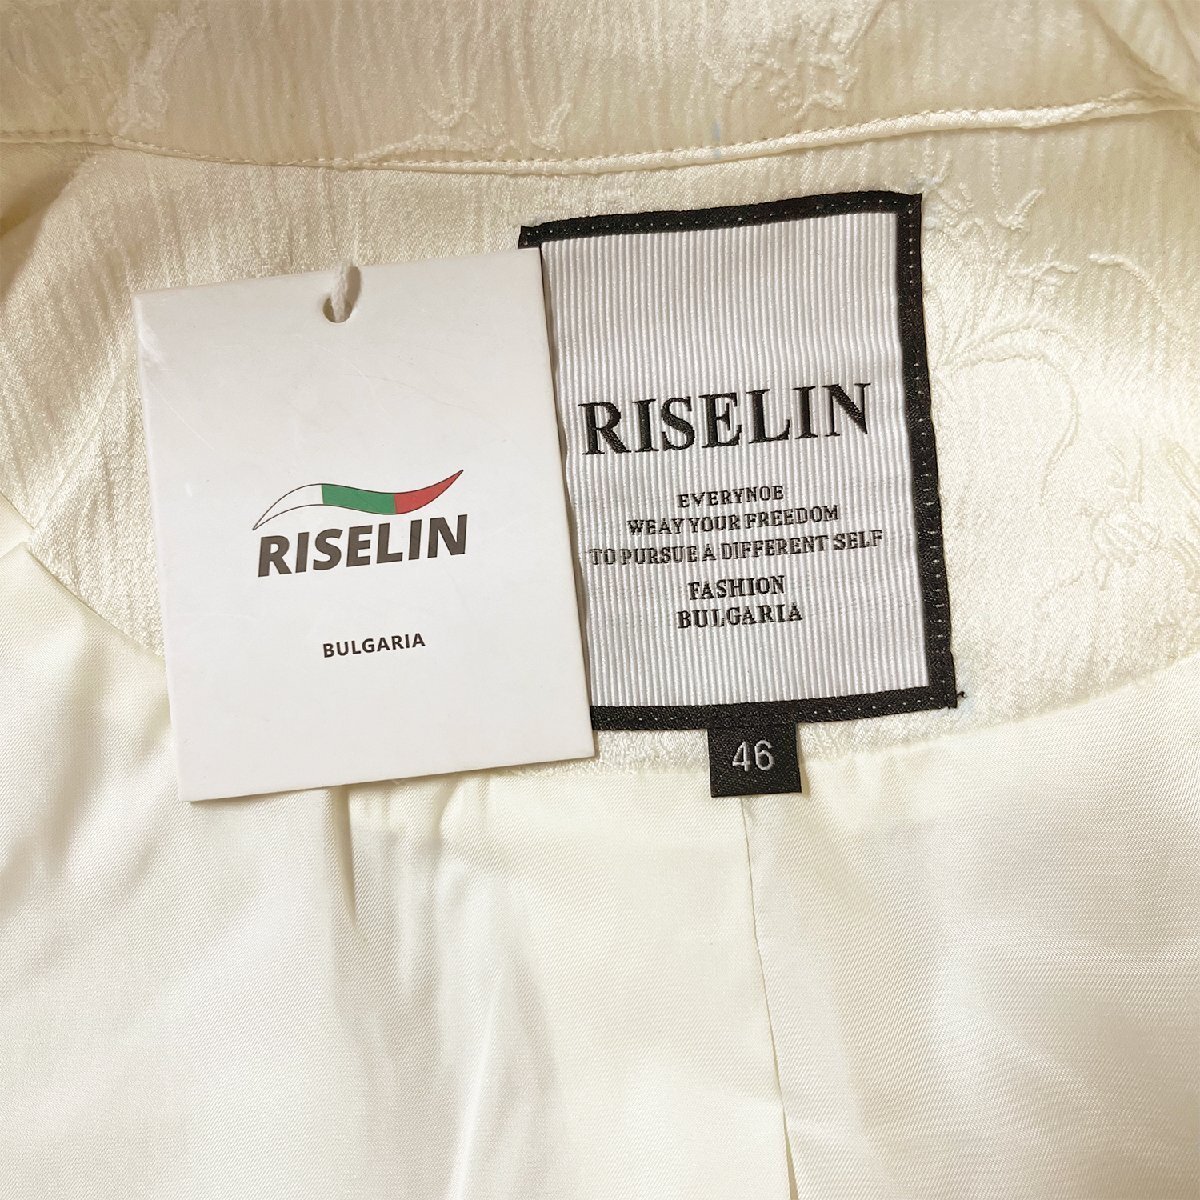 RISELIN
BULGARIA
RISELIN
EVERYNOE
WEAY YOUR FREEDOM
TO PURSUE A DIFFERENT SELF
FASHION
BULGARIA
46